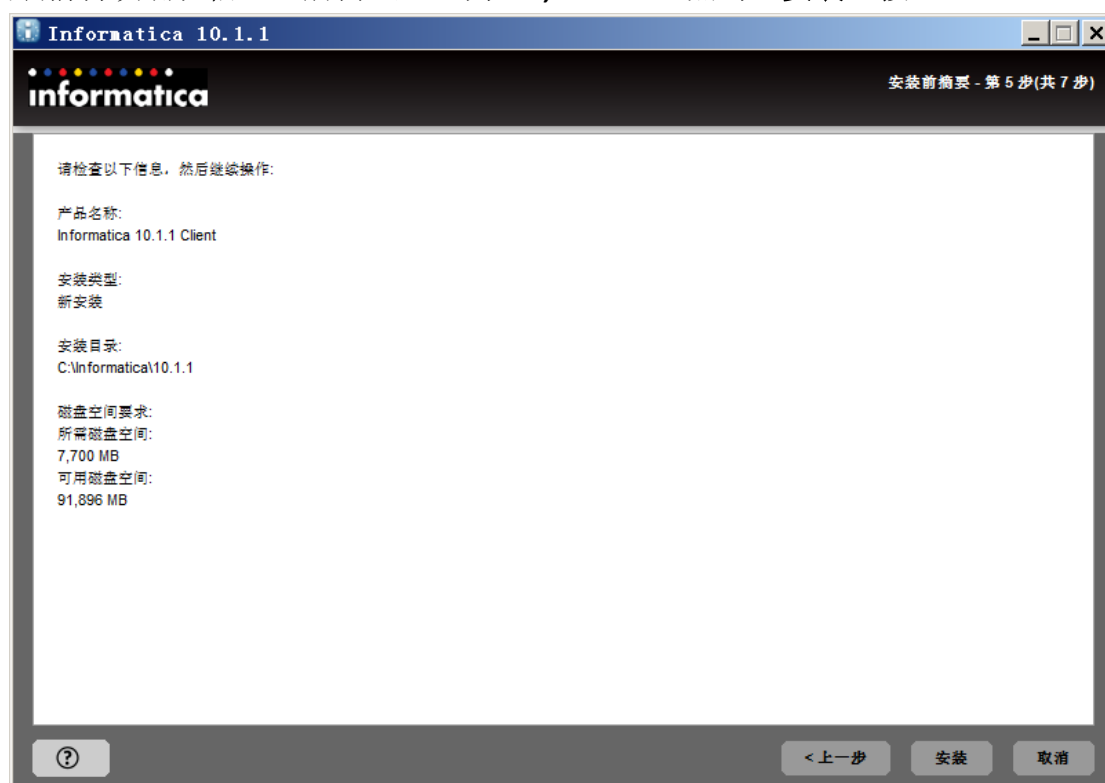 Informatica 10.1.1
informatica
安装前摘要 - 第 5 步(共 7 步)
请检查以下信息，然后继续操作:
产品名称:
Informatica 10.1.1 Client
安装类型:
新安装
安装目录:
C:\Informatica\10.1.1
磁盘空间要求:
所需磁盘空间:
7,700 MB
可用磁盘空间:
91,896 MB
< 上一步
安装
取消